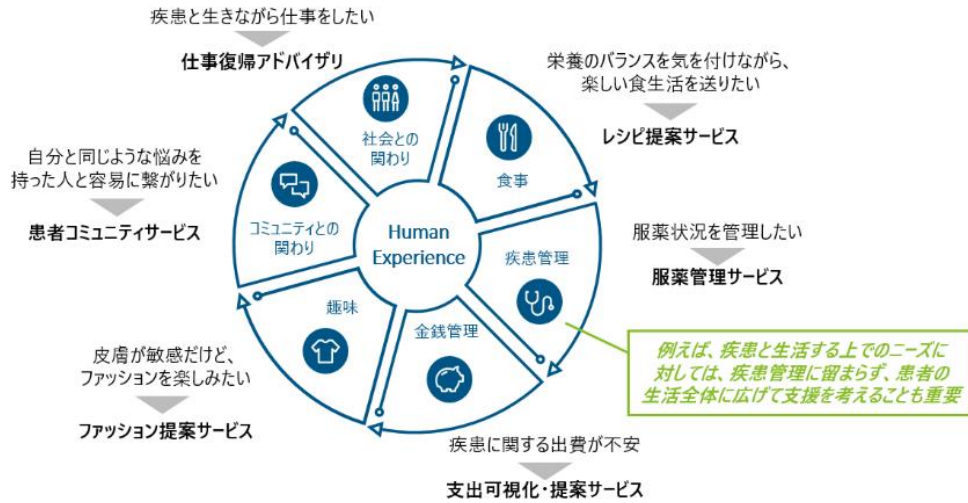 疾患と生きながら仕事をしたい
仕事復帰アドバイザリ
栄養のバランスを気を付けながら、
楽しい食生活を送りたい
レシピ提案サービス
社会との
関わり
食事
自分と同じような悩みを
持った人と容易に繋がりたい
患者コミュニティサービス
コミュニティとの
関わり
Human
Experience
疾患管理
服薬状況を管理したい
服薬管理サービス
趣味
金銭管理
皮膚が敏感だけど、
ファッションを楽しみたい
ファッション提案サービス
例えば、疾患と生活する上でのニーズに
対しては、疾患管理に留まらず、患者の
生活全体に広げて支援を考えることも重要
疾患に関する出費が不安
支出可視化・提案サービス